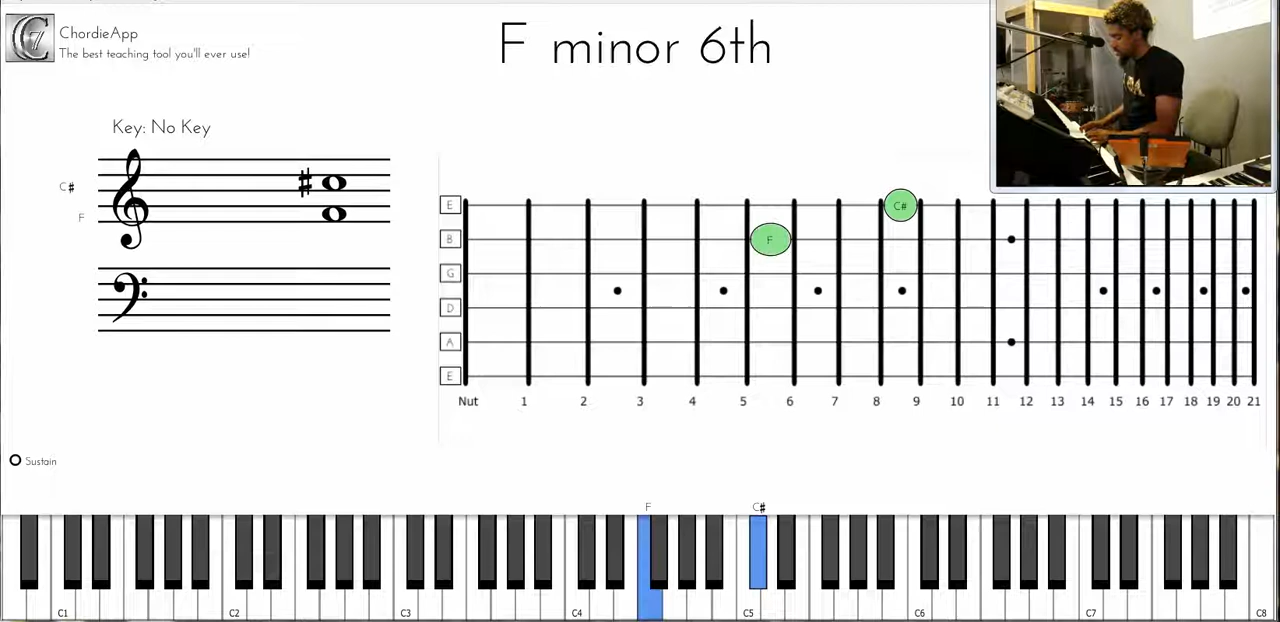 ChordieApp
The best teaching tool you'll ever use!
F minor 6th
Key: No Key
C#
F
E
B
G
D
A
E
C#
F
Nut 1 2 3 4 5 6 7 8 9 10 11 12 13 14 15 16 17 18 19 20 21
Sustain
F C#
C1 C2 C3 C4 C5 C6 C7 C8